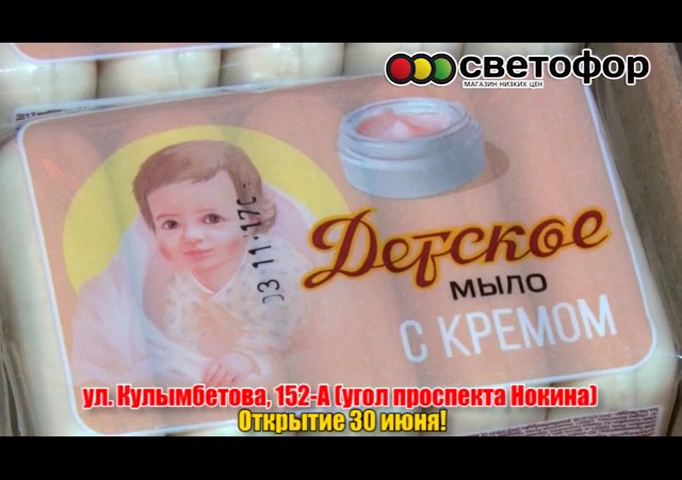 светофор
МАГАЗИН НИЗКИХ ЦЕН
Детское
МЫЛО
С КРЕМОМ
ул. Кулымбетова, 152-А (угол проспекта Нокина)
Открытие 30 июня!